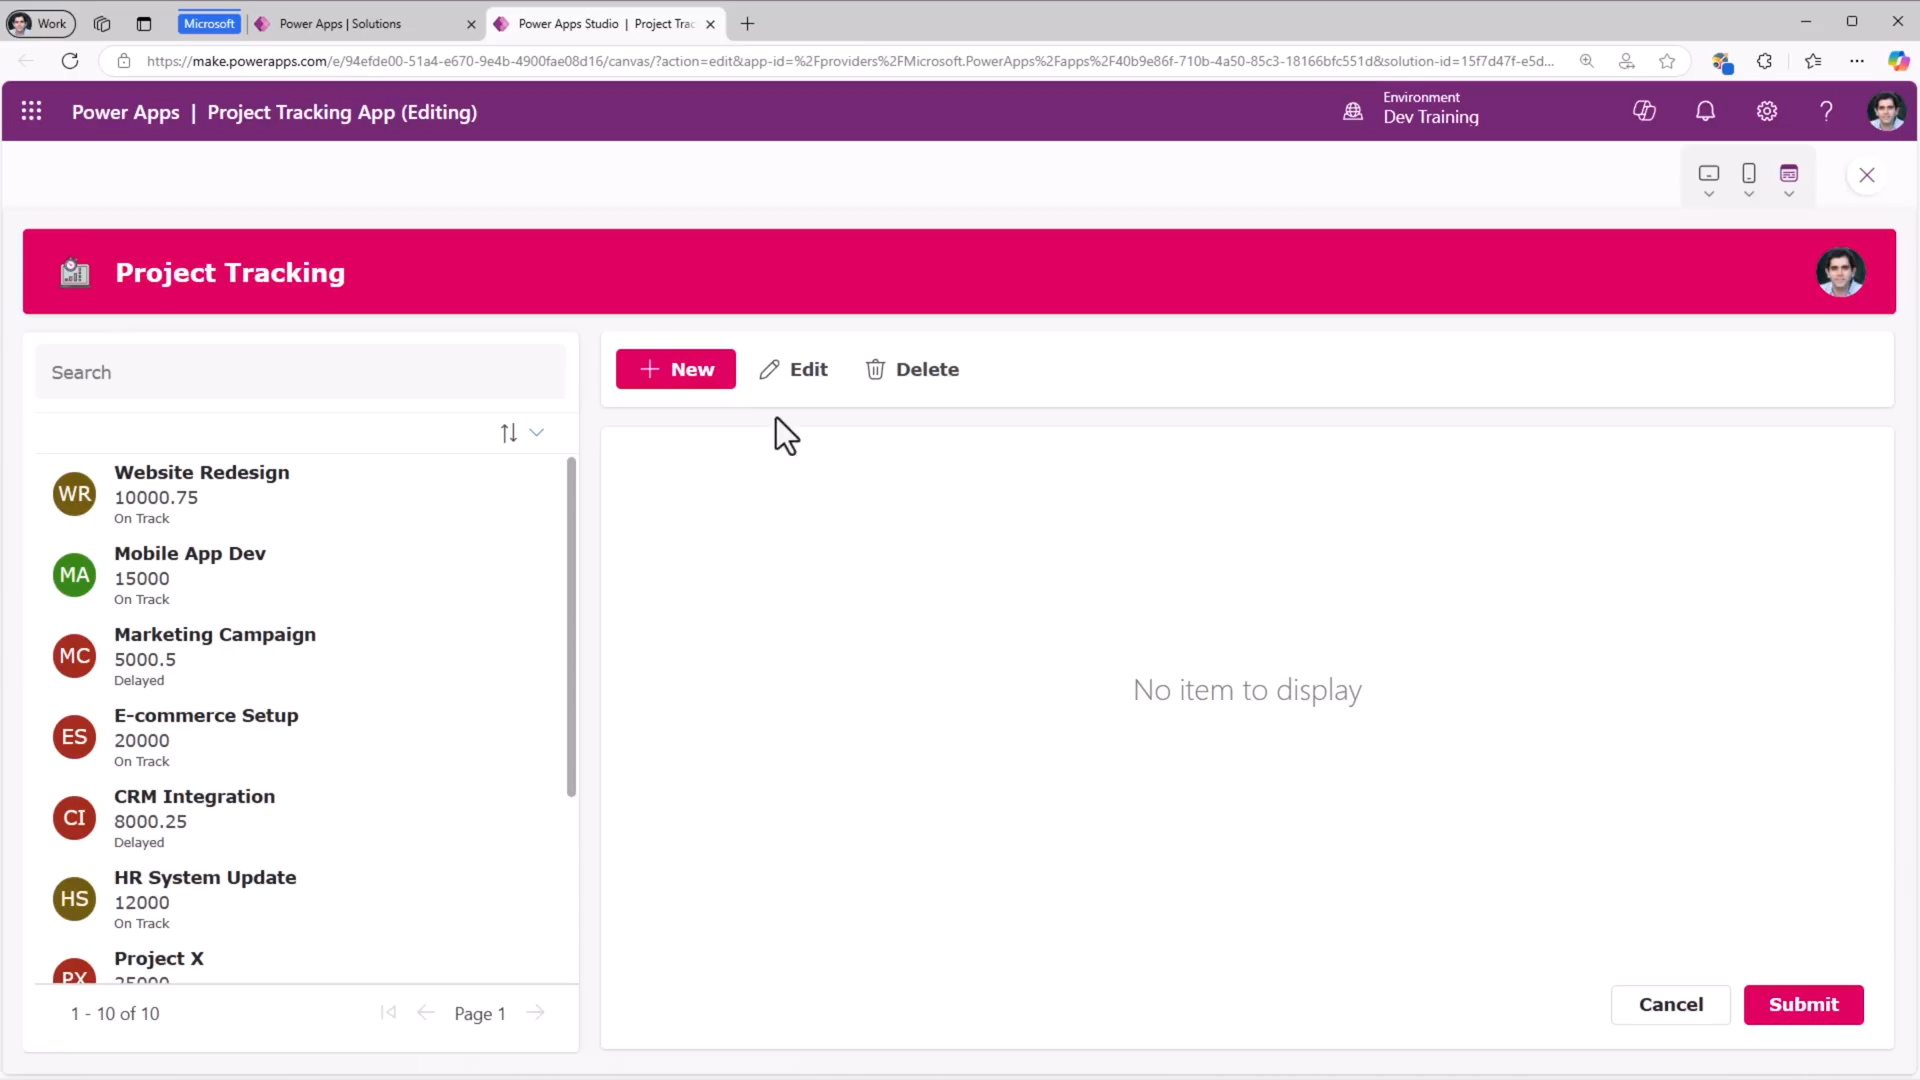 Work
Microsoft
Power Apps | Solutions
Power Apps Studio | Project Trac
https://make.powerapps.com/e/94efde00-51a4-e670-9e4b-4900fae08d16/canvas/?action=edit&app-id=%2Fproviders%2FMicrosoft.PowerApps%2Fapps%2F40b9e86f-710b-4a50-85c3-18166bfc551d&solution-id=15f7d47f-e5d...
Power Apps | Project Tracking App (Editing)
Environment
Dev Training
Project Tracking
Search
New
Edit
Delete
WR
Website Redesign
10000.75
On Track
MA
Mobile App Dev
15000
On Track
MC
Marketing Campaign
5000.5
Delayed
ES
E-commerce Setup
20000
On Track
CI
CRM Integration
8000.25
Delayed
HS
HR System Update
12000
On Track
PX
Project X
25000
1 - 10 of 10
Page 1
No item to display
Cancel
Submit